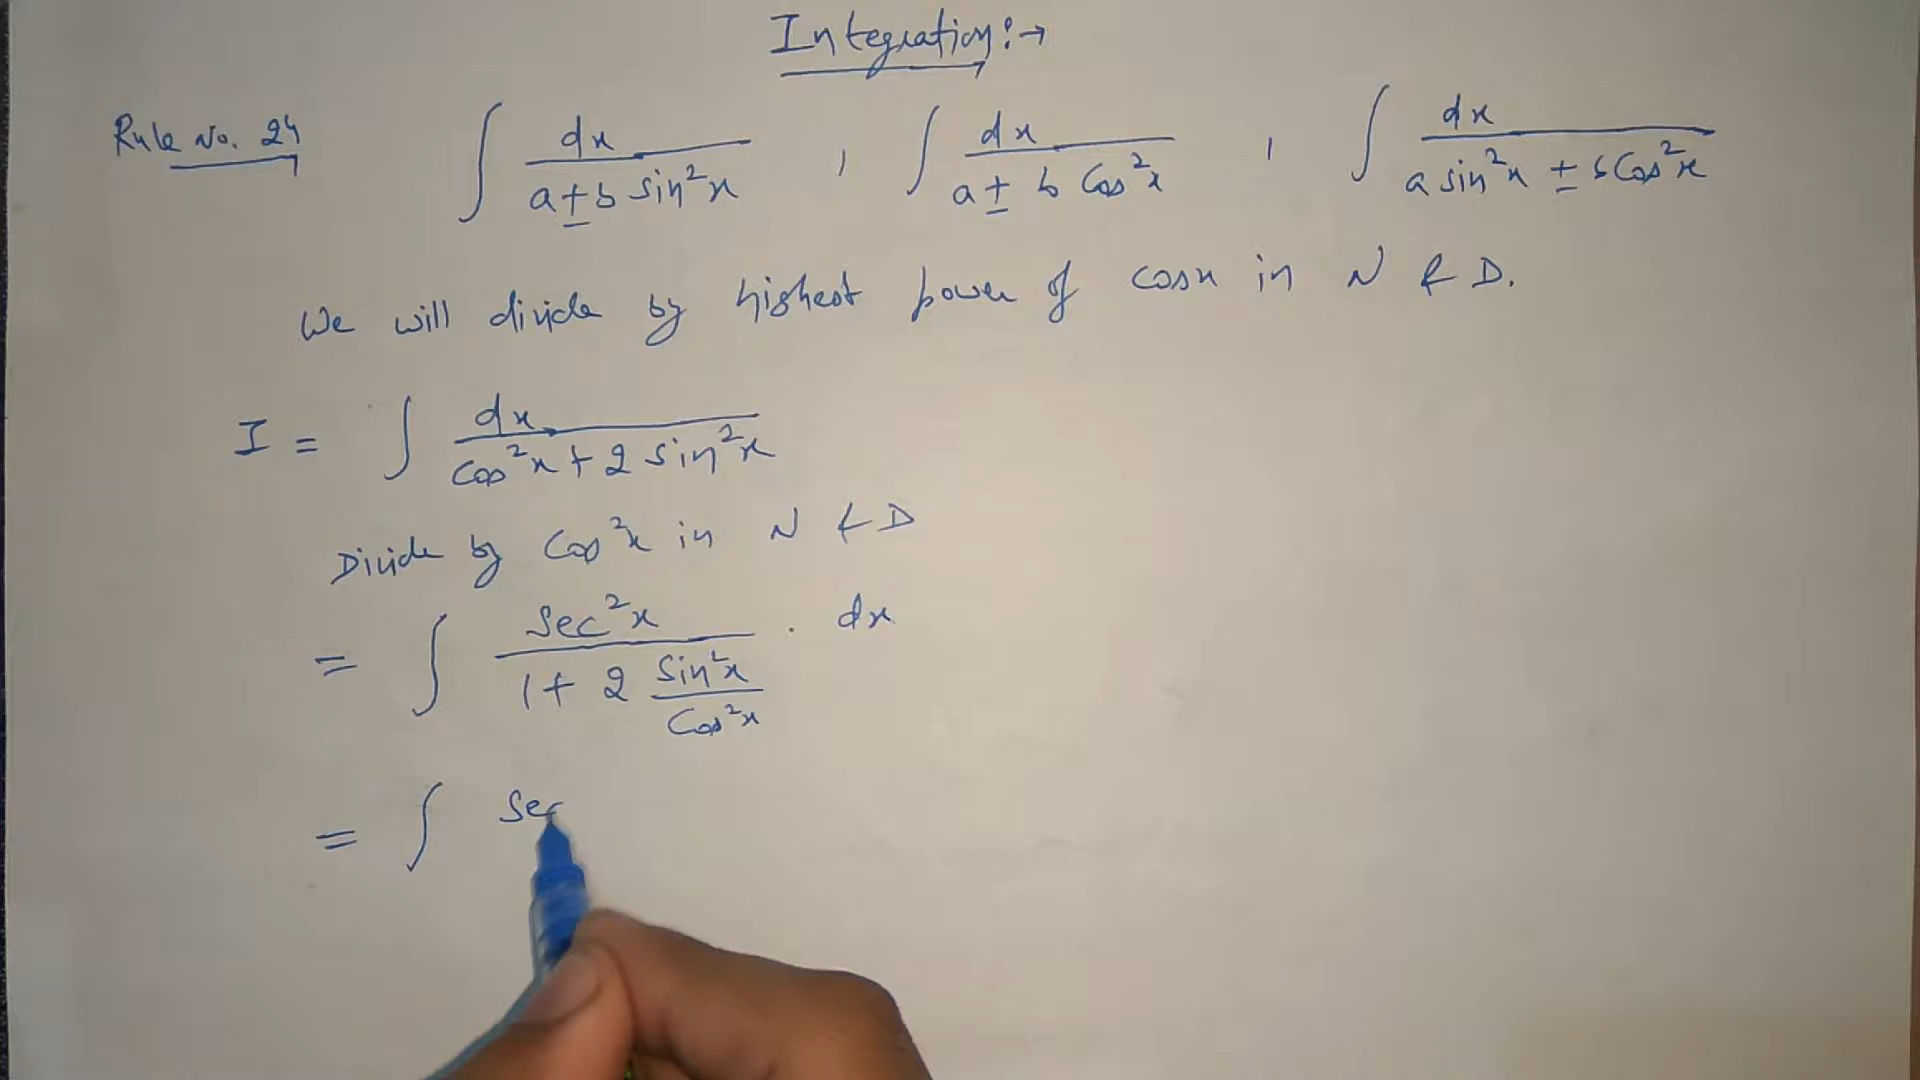 Integration:→
Rule No. 24 ∫ dx / (a ± b sin²x) , ∫ dx / (a ± b Cos²x) , ∫ dx / (a sin²x ± b Cos²x)
We will divide by highest power of cosx in N & D.
I = ∫ dx / (Cos²x + 2 sin²x)
Divide by Cos²x in N & D
= ∫ Sec²x / (1 + 2 Sin²x / Cos²x) . dx
= ∫ Sec